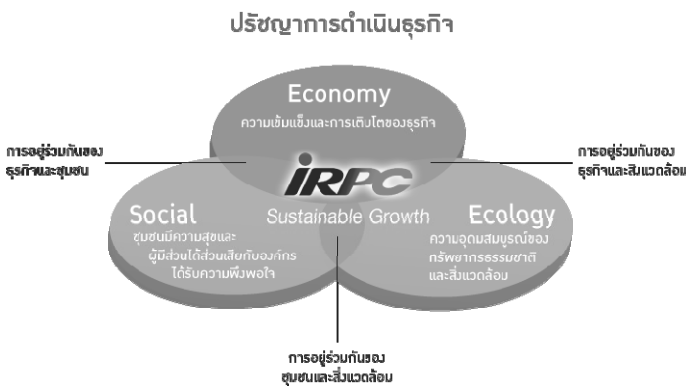 ปรัชญาการดำเนินธุรกิจ
Economy
ความเข้มแข็งและการเติบโตของธุรกิจ
การอยู่ร่วมกันของ
ธุรกิจและชุมชน
การอยู่ร่วมกันของ
ธุรกิจและสิ่งแวดล้อม
IRPC
Sustainable Growth
Social
ชุมชนมีความสุขและ
ผู้มีส่วนได้ส่วนเสียกับองค์กร
ได้รับความพึงพอใจ
Ecology
ความอุดมสมบูรณ์ของ
ทรัพยากรธรรมชาติ
และสิ่งแวดล้อม
การอยู่ร่วมกันของ
ชุมชนและสิ่งแวดล้อม